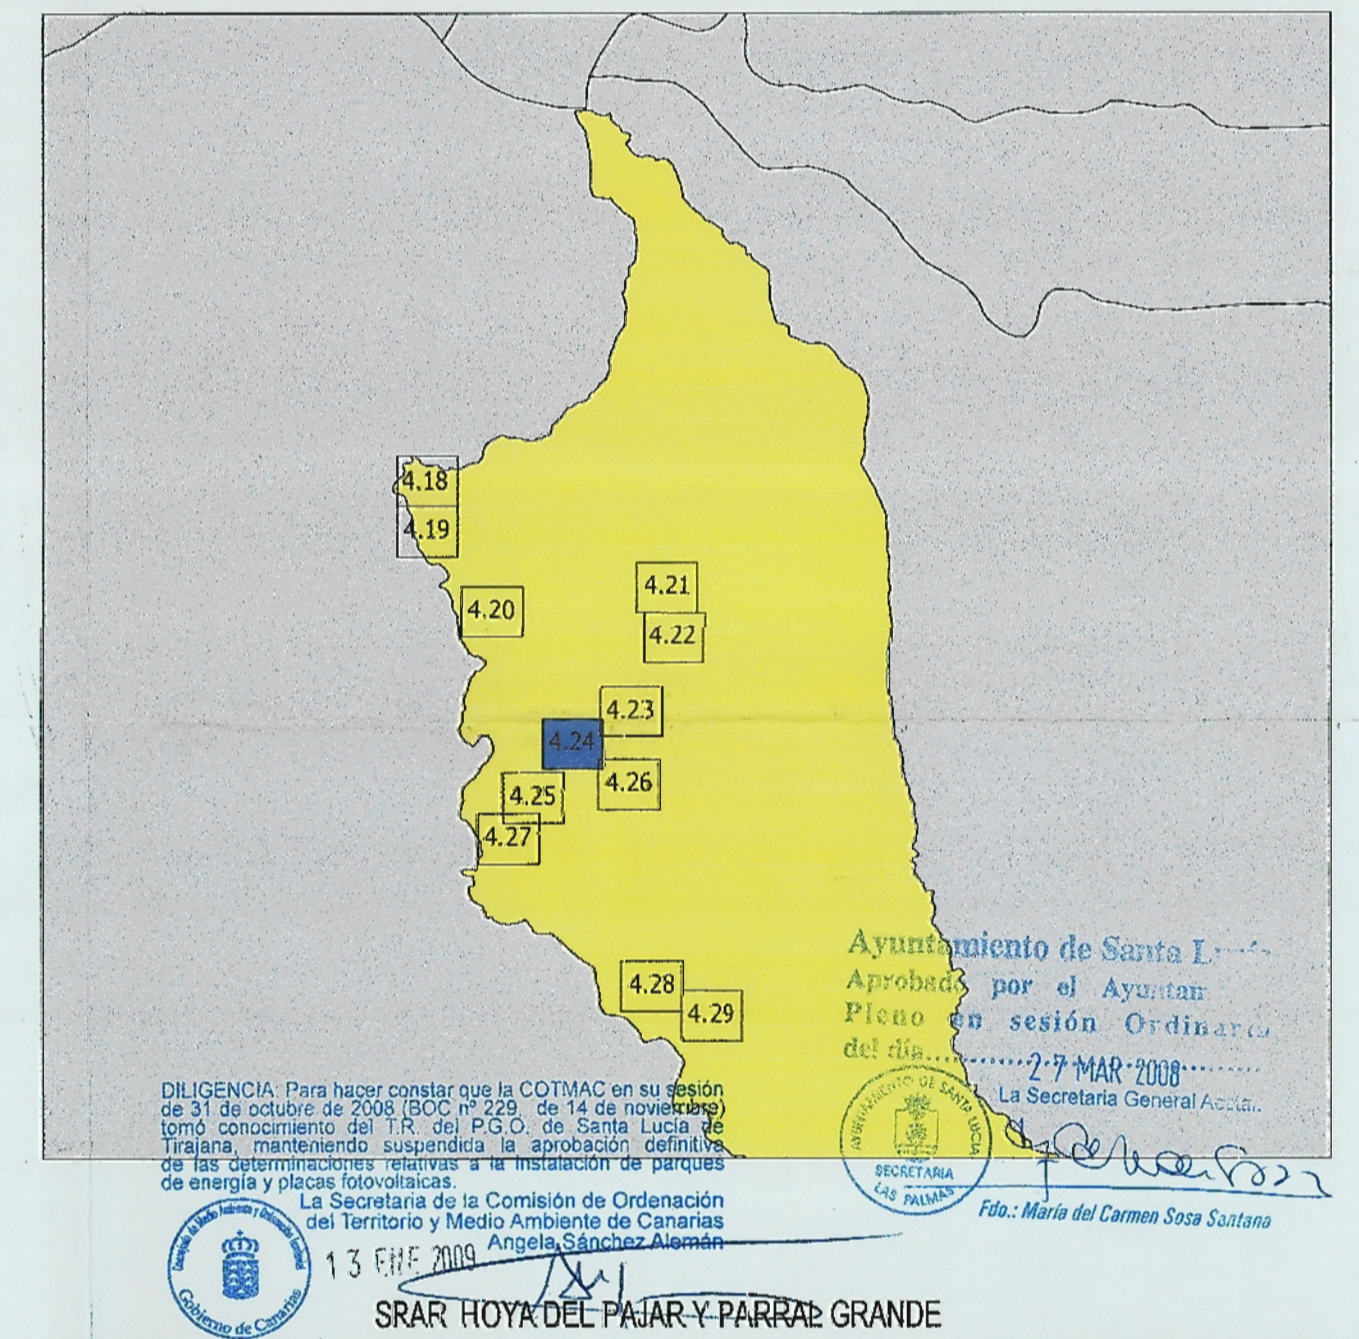 4.18
4.19
4.20
4.21
4.22
4.23
4.24
4.25
4.26
4.27
4.28
4.29
Ayuntamiento de Santa
Aprobado por el
Pleno en sesión
del día
27 MAR 2008
La Secretaria General
AYUNTAMIENTO DE SANTA LUCIA
SECRETARIA
LAS PALMAS
Fdo.: María del Carmen Sosa Santana
DILIGENCIA: Para hacer constar que la COTMAC en su sesión
de 31 de octubre de 2008 (BOC nº 229, de 14 de noviembre)
tomó conocimiento del T.R. del P.G.O. de Santa Lucía de
Tirajana, manteniendo suspendida la aprobación definitiva
de las determinaciones relativas a la instalación de parques
de energía y placas fotovoltaicas.
La Secretaria de la Comisión de Ordenación
del Territorio y Medio Ambiente de Canarias
Angela Sánchez Alemán
13 ENE 2009
Gobierno de Canarias
SRAR HOYA DEL PAJAR Y PARRAL GRANDE